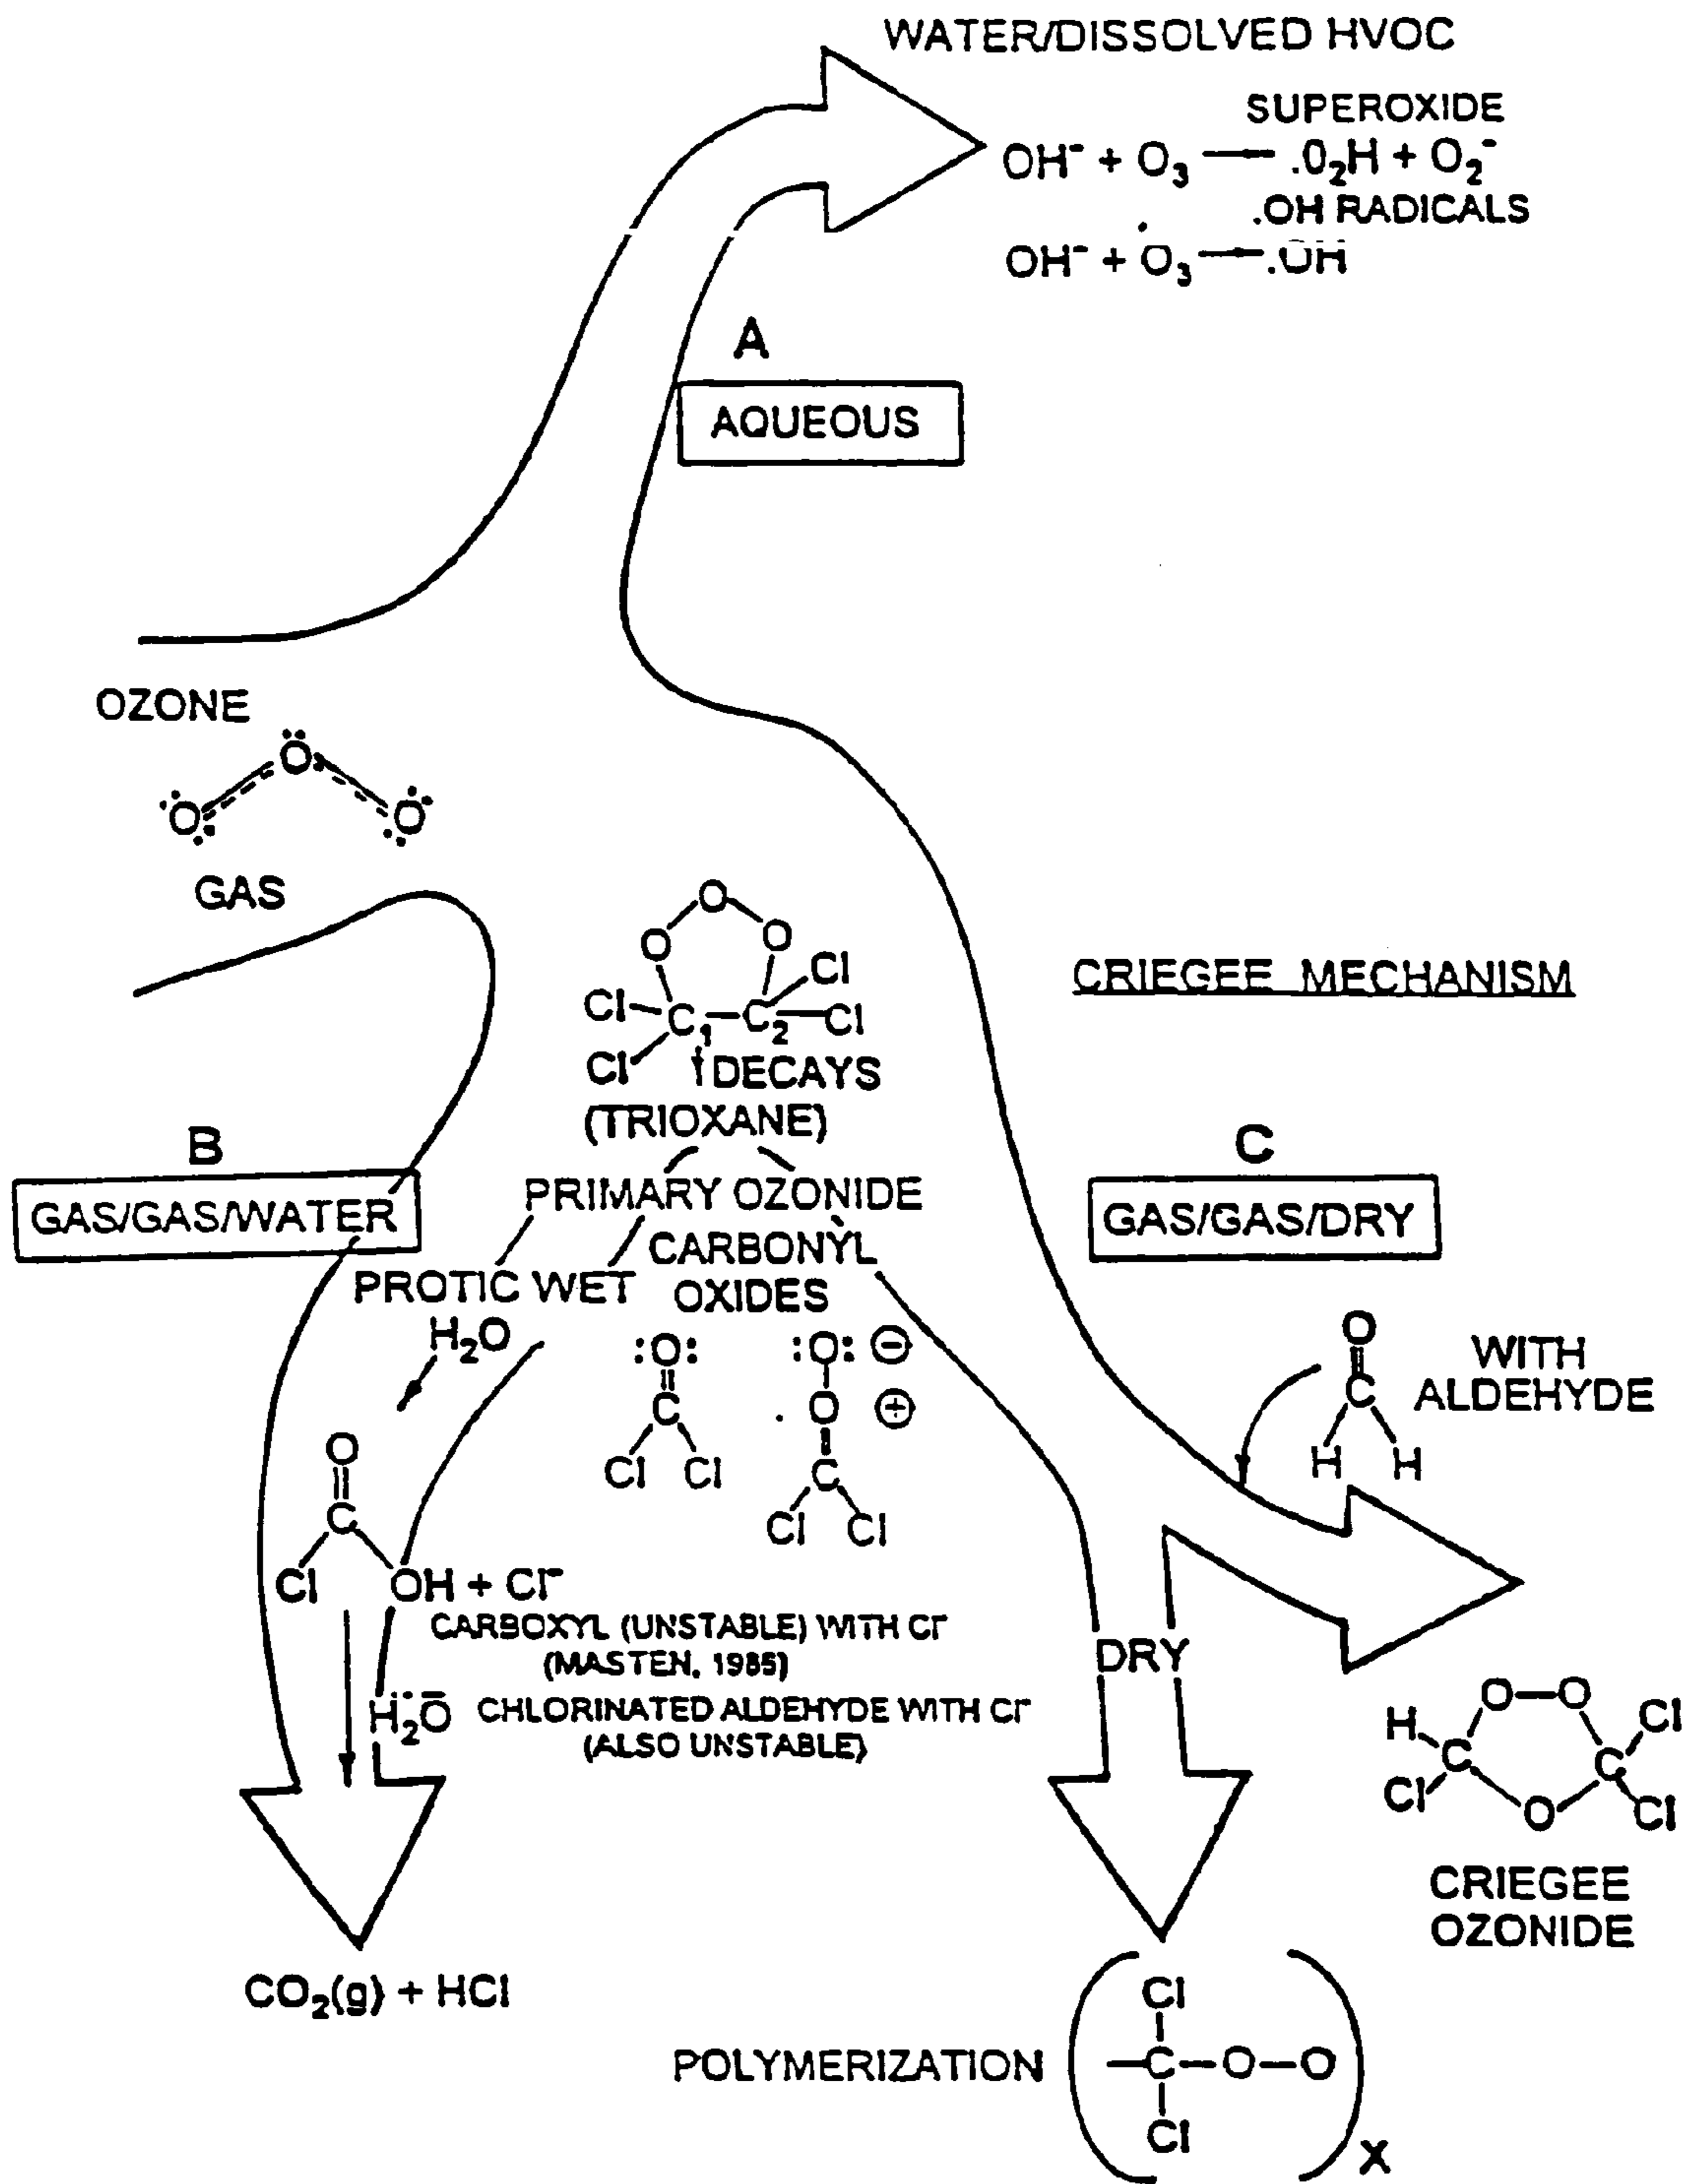 WATER/DISSOLVED HVOC
SUPEROXIDE
OH⁻ + O₃ → .O₂H + O₂⁻
.OH RADICALS
OH⁻ + O₃ → .OH
A
AQUEOUS
OZONE
O
O O
GAS
O
O O
Cl
Cl C₁ C₂ Cl
Cl DECAYS
(TRIOXANE)
PRIMARY OZONIDE
CARBONYL
OXIDES
CRIEGEE MECHANISM
B
GAS/GAS/WATER
PROTIC WET
H₂O
:O: :O: ⊖
C . O ⊕
Cl Cl C
Cl Cl
O
C
Cl OH + Cl⁻
CARBOXYL (UNSTABLE) WITH Cl⁻
(MASTEN, 1985)
H₂O CHLORINATED ALDEHYDE WITH Cl⁻
(ALSO UNSTABLE)
CO₂(g) + HCl
C
GAS/GAS/DRY
O
C
H H
WITH
ALDEHYDE
DRY
O—O
H Cl
C C
Cl O Cl
CRIEGEE
OZONIDE
POLYMERIZATION
Cl
—C—O—O
Cl
X